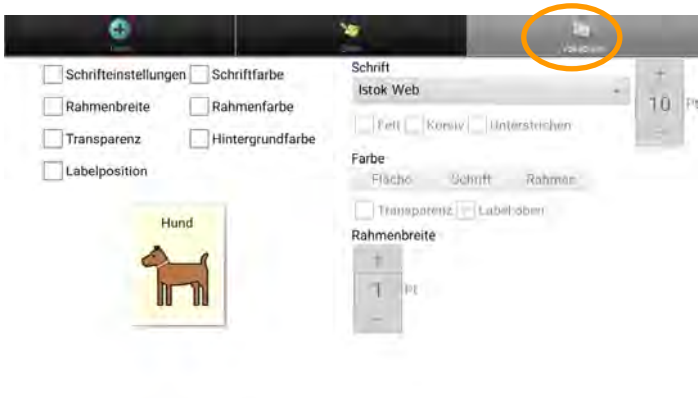 Schrifteinstellungen
Schriftfarbe
Rahmenbreite
Rahmenfarbe
Transparenz
Hintergrundfarbe
Labelposition
Hund
Schrift
Istok Web
Fett
Kursiv
Unterstrichen
+
10 Pt
−
Farbe
Fläche
Schrift
Rahmen
Transparenz
Label oben
Rahmenbreite
+
1 Pt
−